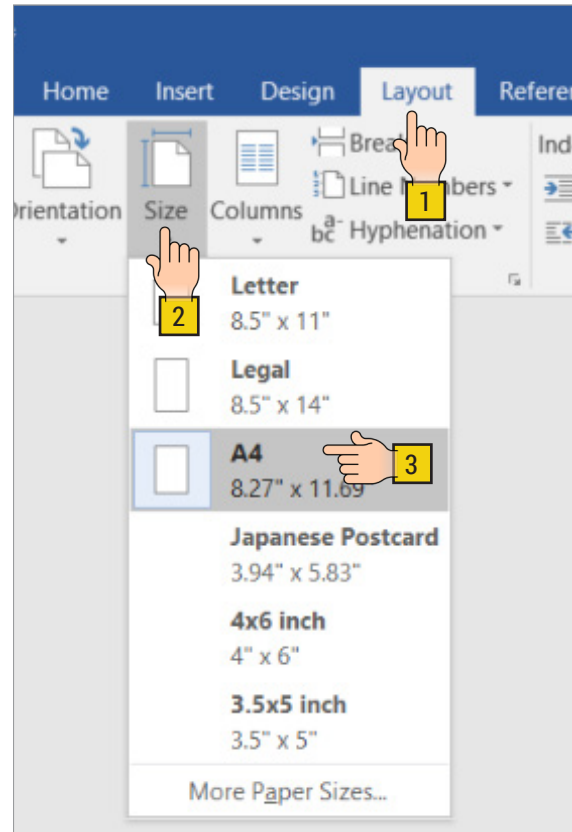 Home Insert Design Layout Refere
Orientation Size Columns
Brea
Line N bers
Hyphenation
Ind
1
2
Letter
8.5" x 11"
Legal
8.5" x 14"
A4
8.27" x 11.69
3
Japanese Postcard
3.94" x 5.83"
4x6 inch
4" x 6"
3.5x5 inch
3.5" x 5"
More Paper Sizes...